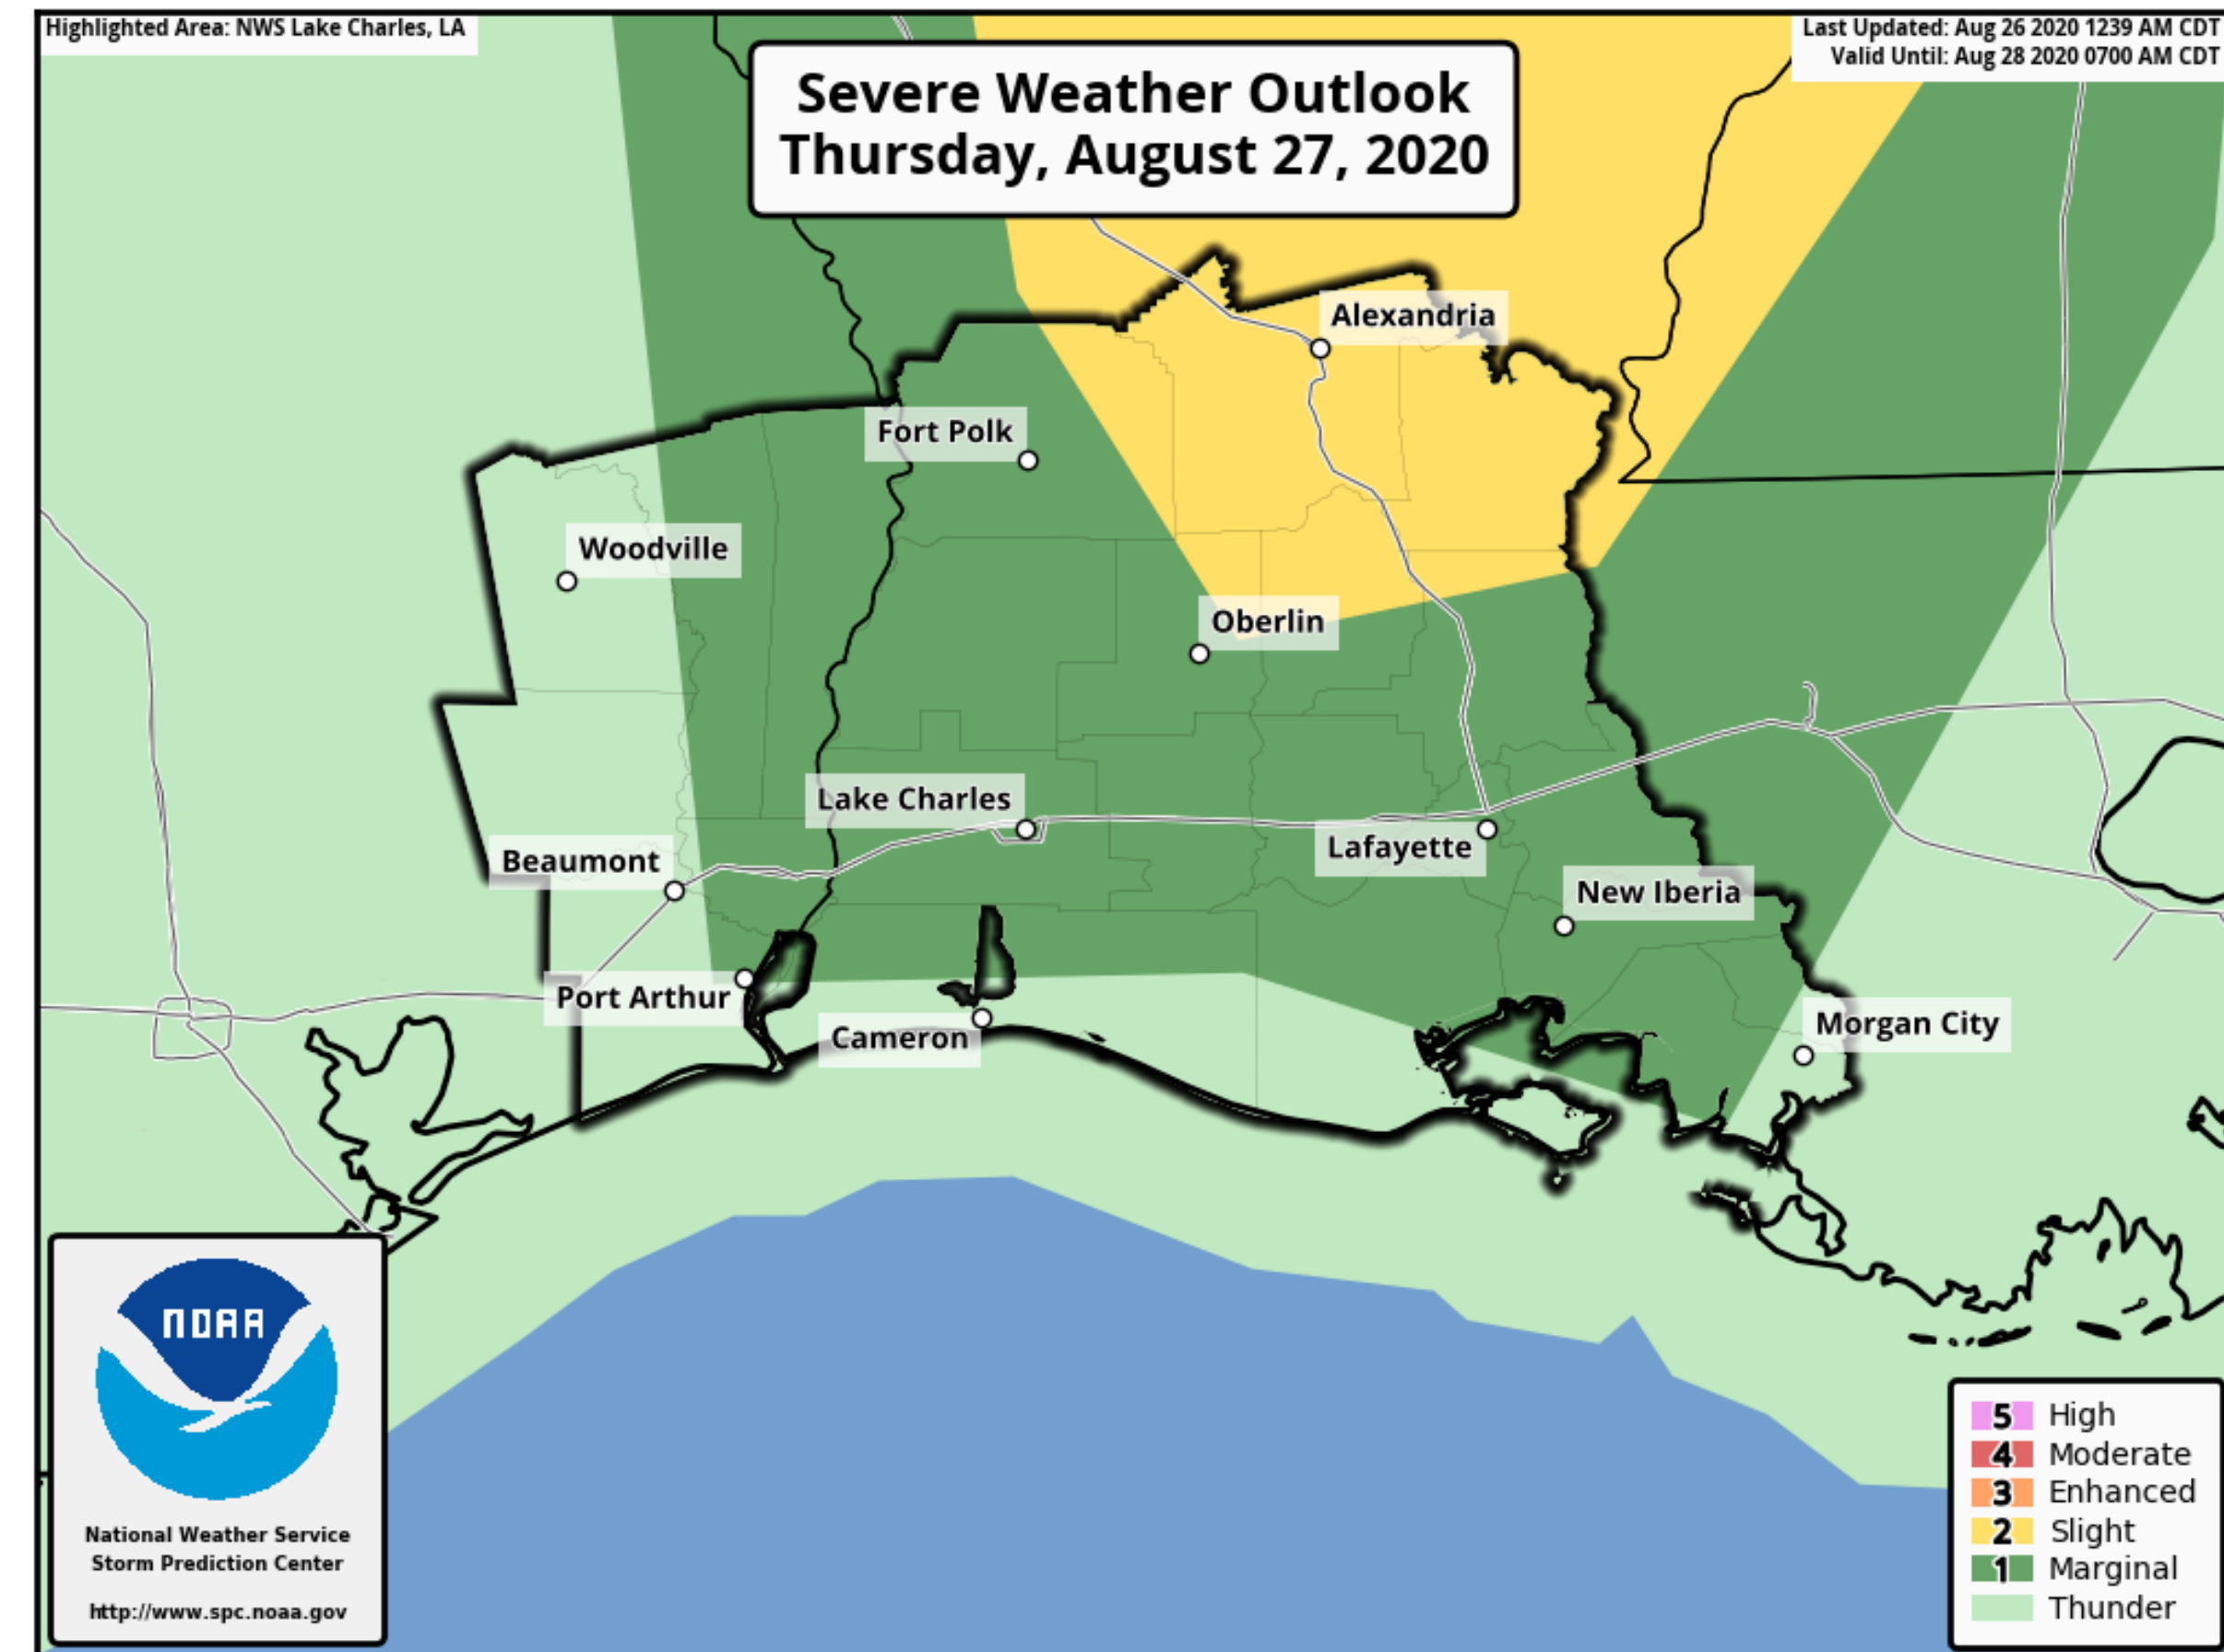 Highlighted Area: NWS Lake Charles, LA
Last Updated: Aug 26 2020 1239 AM CDT
Valid Until: Aug 28 2020 0700 AM CDT
Severe Weather Outlook
Thursday, August 27, 2020
Alexandria
Fort Polk
Woodville
Oberlin
Lake Charles
Lafayette
Beaumont
New Iberia
Port Arthur
Cameron
Morgan City
NOAA
National Weather Service
Storm Prediction Center
http://www.spc.noaa.gov
5 High
4 Moderate
3 Enhanced
2 Slight
1 Marginal
Thunder